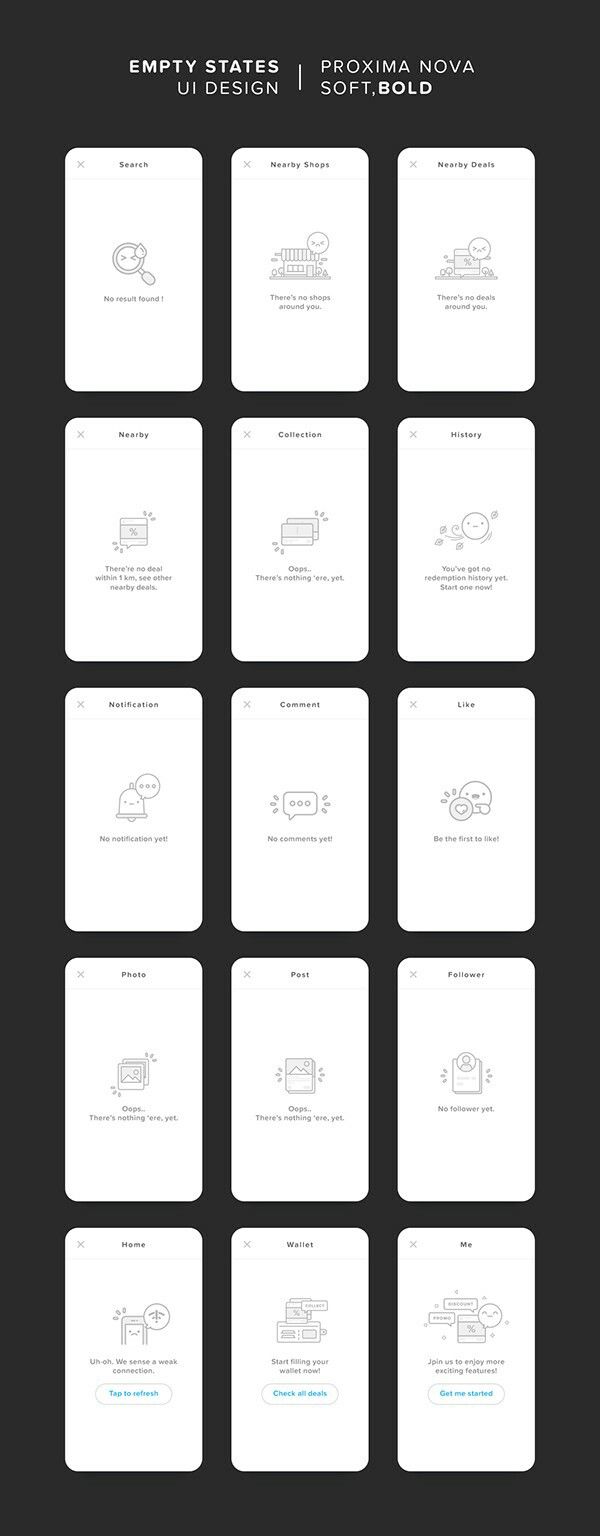 EMPTY STATES
UI DESIGN
PROXIMA NOVA
SOFT,BOLD
Search
No result found !
Nearby Shops
There's no shops
around you.
Nearby Deals
%
There's no deals
around you.
Nearby
%
There're no deal
within 1 km, see other
nearby deals.
Collection
Oops..
There's nothing 'ere, yet.
History
You've got no
redemption history yet.
Start one now!
Notification
No notification yet!
Comment
No comments yet!
Like
Be the first to like!
Photo
Oops..
There's nothing 'ere, yet.
Post
Oops..
There's nothing 'ere, yet.
Follower
No follower yet.
Home
Uh-oh. We sense a weak
connection.
Tap to refresh
Wallet
COLLECT
%
Start filling your
wallet now!
Check all deals
Me
DISCOUNT
PROMO
%
Join us to enjoy more
exciting features!
Get me started